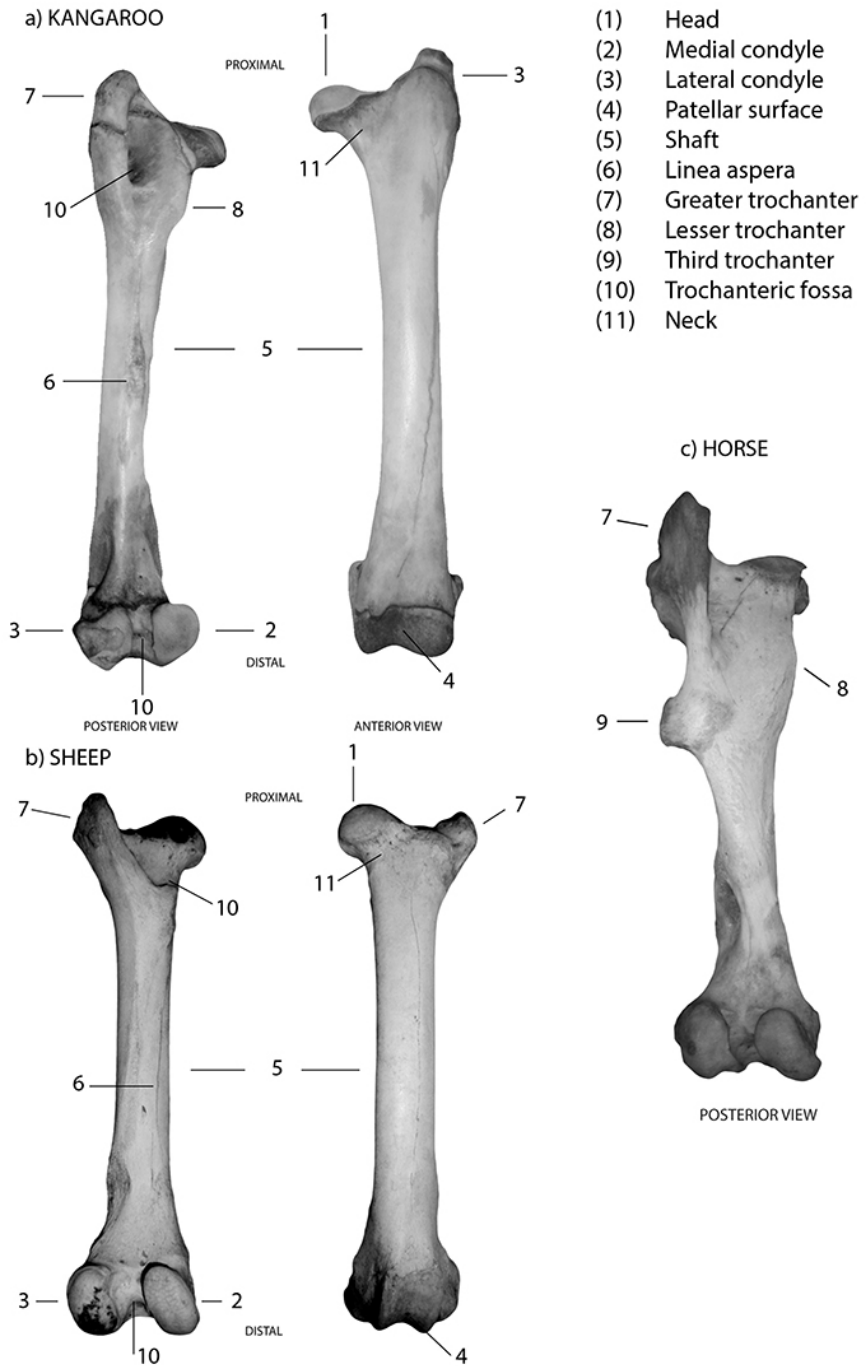 a) KANGAROO
PROXIMAL
1
3
7
11
10
8
5
6
3
2
DISTAL
10
4
POSTERIOR VIEW
ANTERIOR VIEW
(1) Head
(2) Medial condyle
(3) Lateral condyle
(4) Patellar surface
(5) Shaft
(6) Linea aspera
(7) Greater trochanter
(8) Lesser trochanter
(9) Third trochanter
(10) Trochanteric fossa
(11) Neck
c) HORSE
7
8
9
POSTERIOR VIEW
b) SHEEP
PROXIMAL
1
7
7
11
10
5
6
3
2
DISTAL
10
4